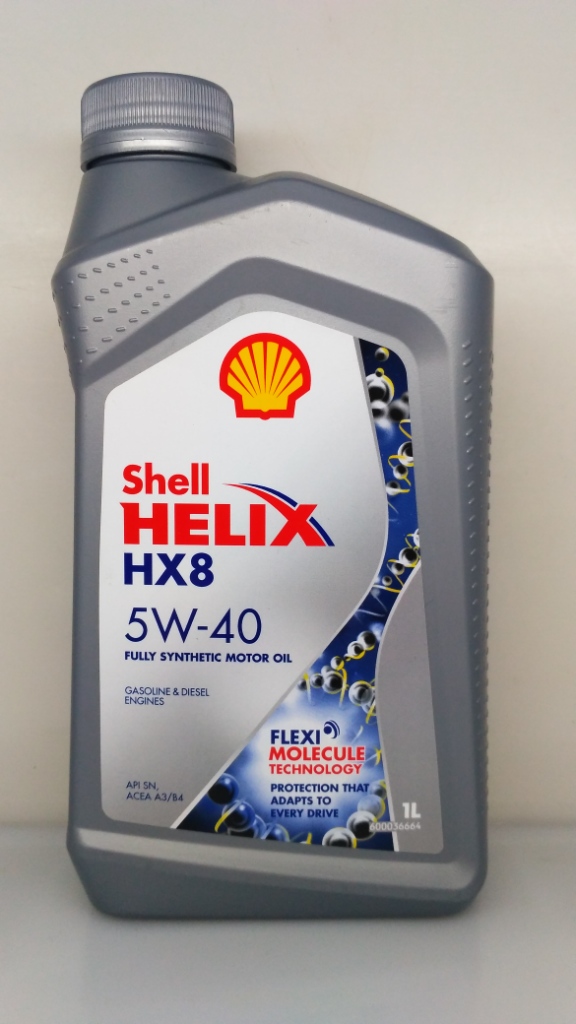 Shell
HELIX
HX8
5W-40
FULLY SYNTHETIC MOTOR OIL
GASOLINE & DIESEL
ENGINES
FLEXI
MOLECULE
TECHNOLOGY
PROTECTION THAT
ADAPTS TO
EVERY DRIVE
API SN,
ACEA A3/B4
1L
600036664